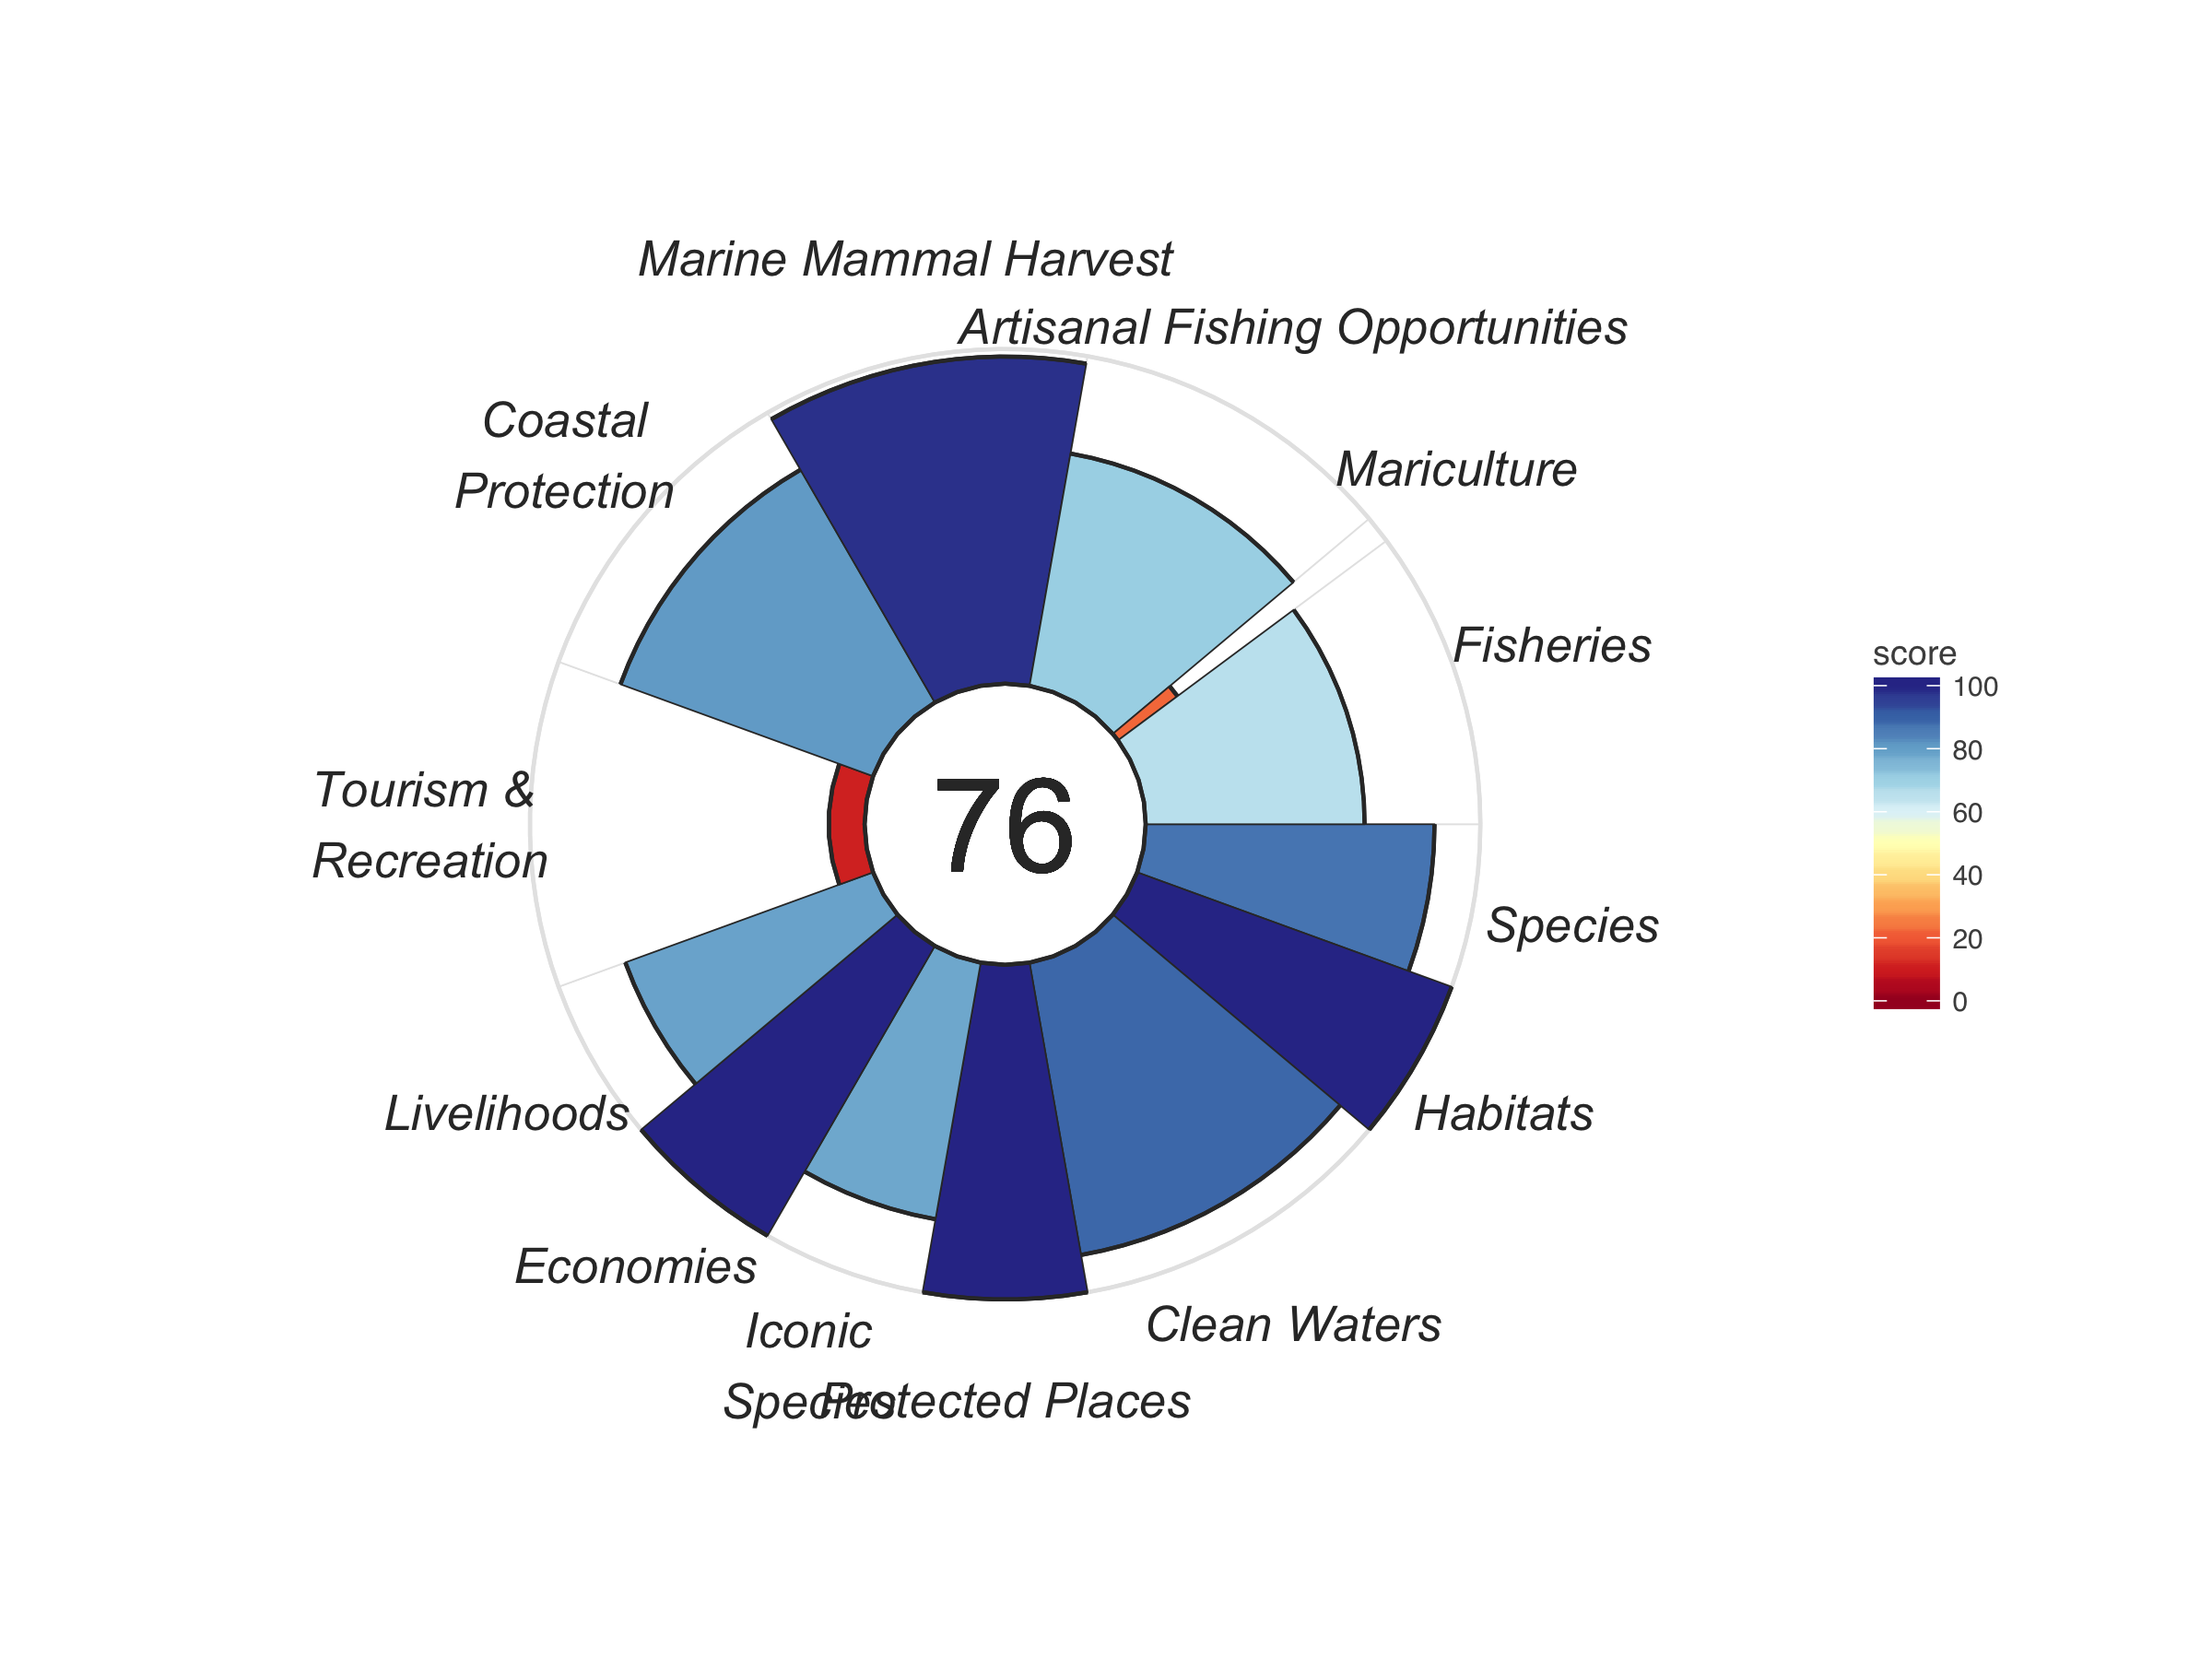 Marine Mammal Harvest
Artisanal Fishing Opportunities
Coastal
Protection
Mariculture
Fisheries
score
100
80
60
40
20
0
Tourism &
Recreation
76
Species
Livelihoods
Habitats
Economies
Iconic
Species
Clean Waters
Protected Places